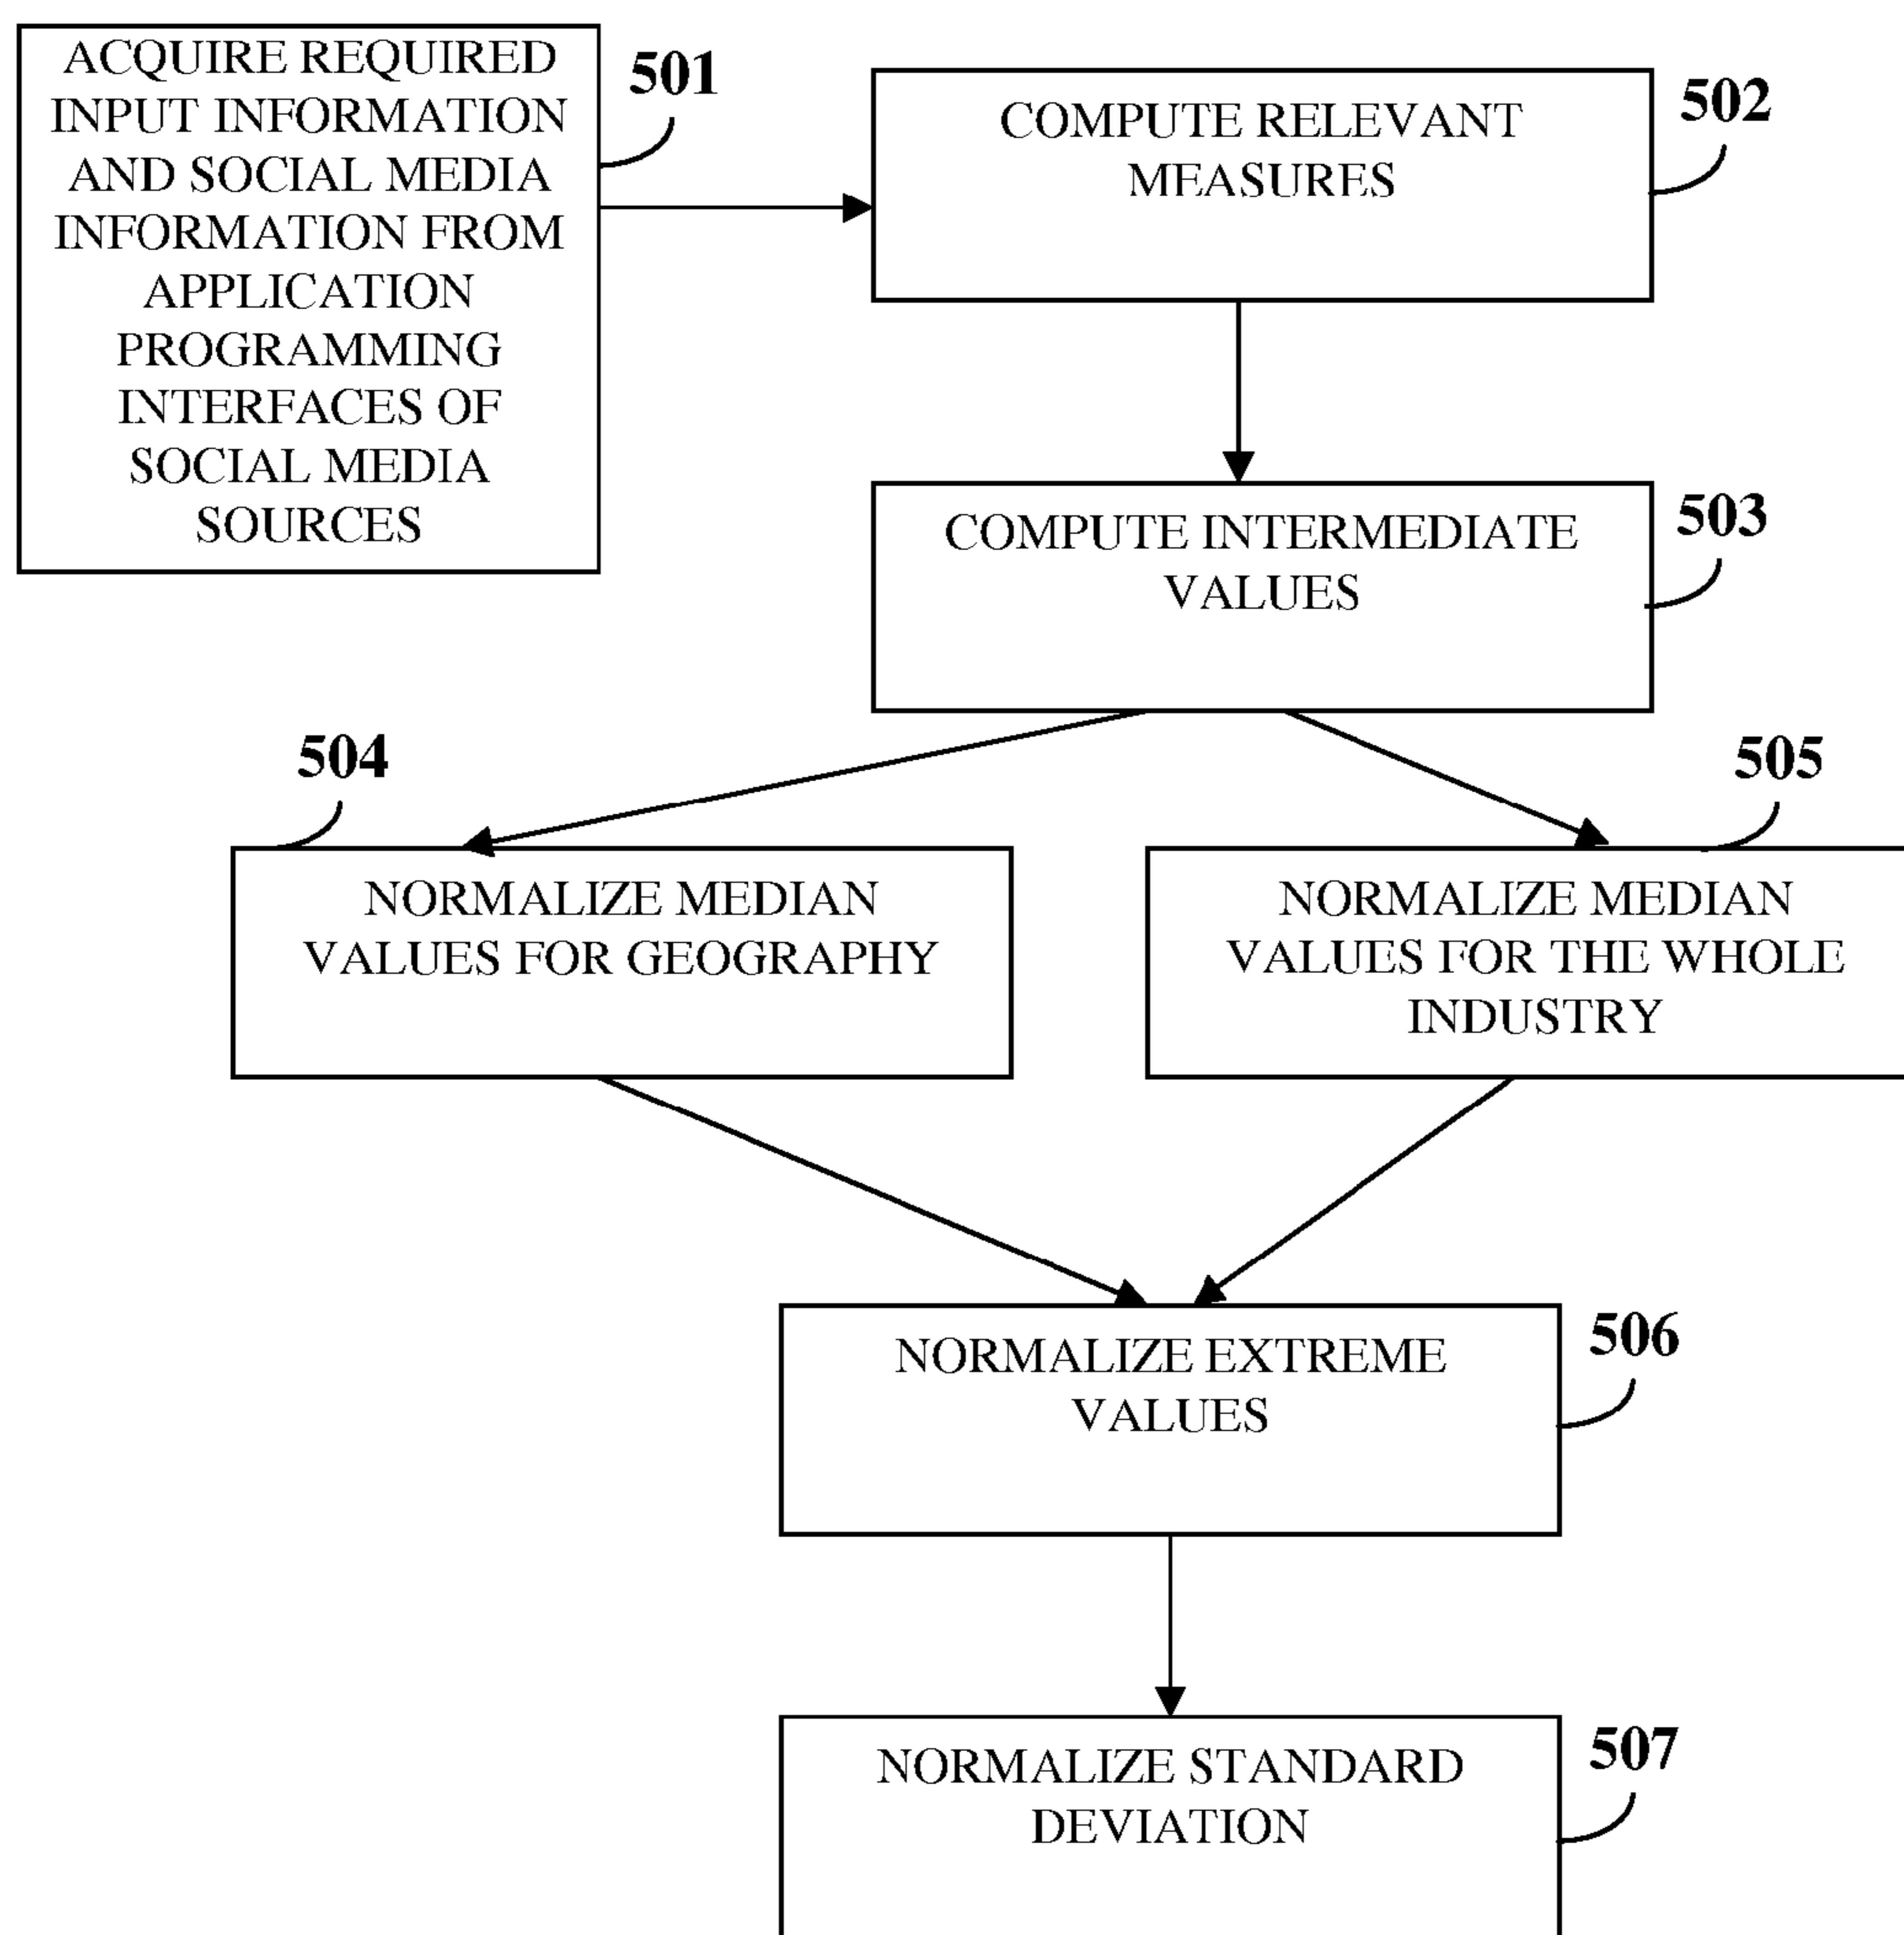 ACQUIRE REQUIRED
INPUT INFORMATION
AND SOCIAL MEDIA
INFORMATION FROM
APPLICATION
PROGRAMMING
INTERFACES OF
SOCIAL MEDIA
SOURCES
501
COMPUTE RELEVANT
MEASURES
502
COMPUTE INTERMEDIATE
VALUES
503
504
NORMALIZE MEDIAN
VALUES FOR GEOGRAPHY
505
NORMALIZE MEDIAN
VALUES FOR THE WHOLE
INDUSTRY
NORMALIZE EXTREME
VALUES
506
NORMALIZE STANDARD
DEVIATION
507